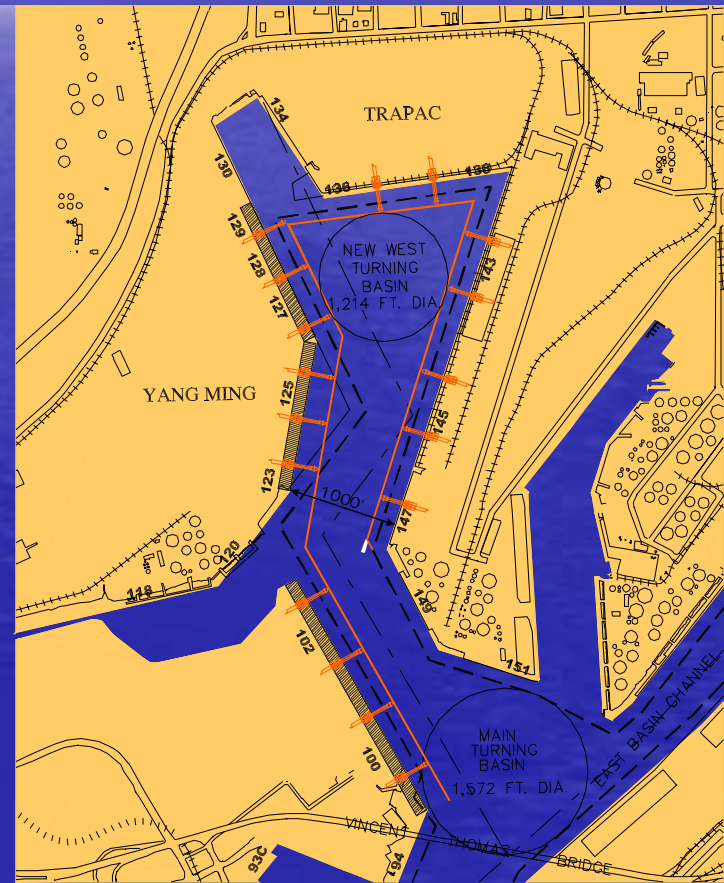 134
TRAPAC
130
136
138
129
NEW WEST
TURNING
BASIN
1,214 FT. DIA.
143
128
127
YANG MING
125
145
123
1000'
147
120
118
149
102
151
EAST BASIN CHANNEL
MAIN
TURNING
BASIN
1,572 FT. DIA.
100
VINCENT THOMAS BRIDGE
93C
94